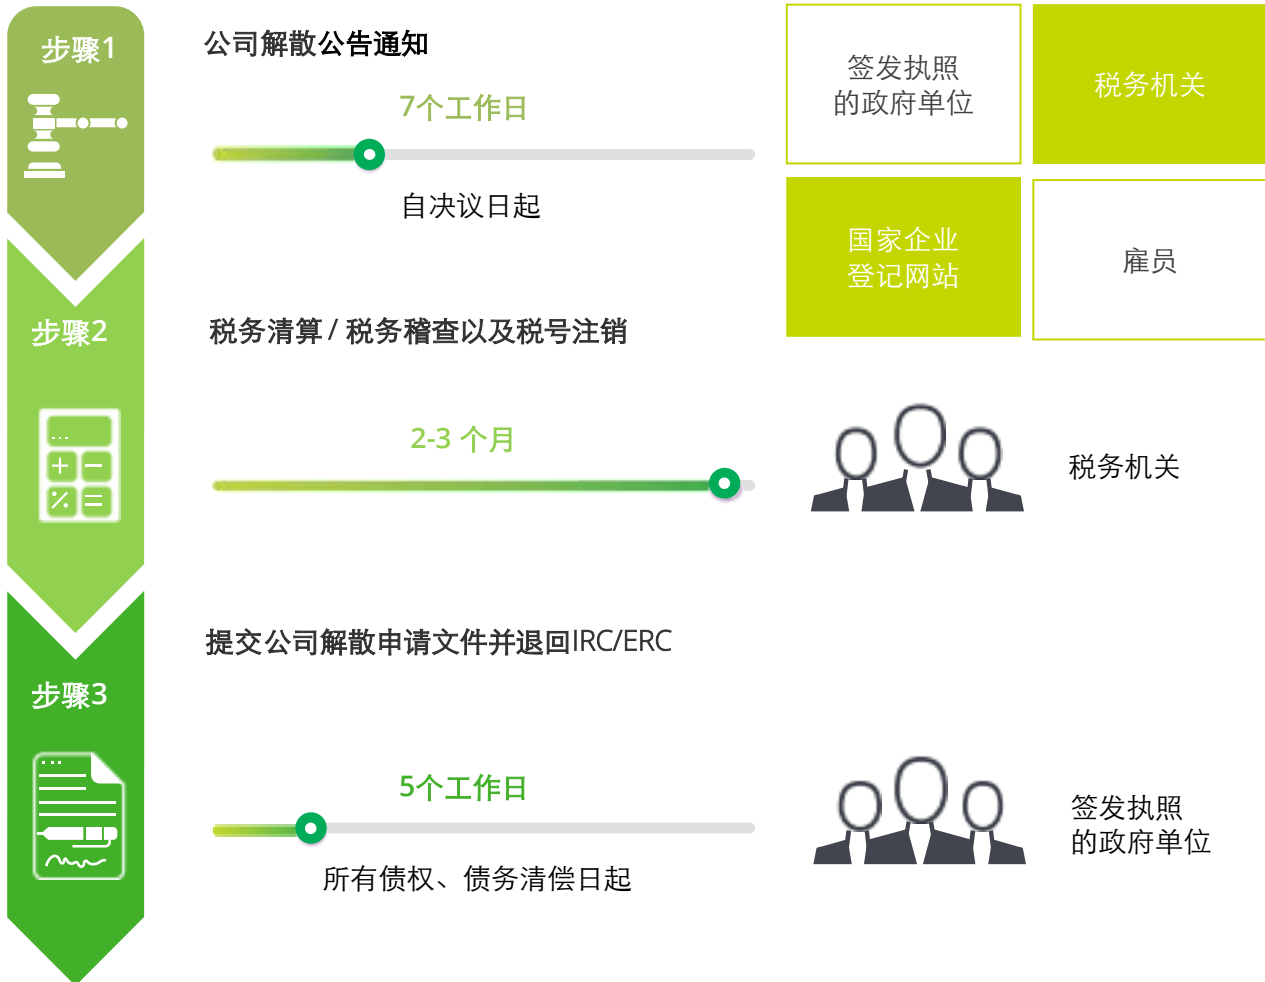 步骤1
公司解散公告通知
7个工作日
自决议日起
签发执照
的政府单位
税务机关
国家企业
登记网站
雇员
步骤2
税务清算 / 税务稽查以及税号注销
2-3 个月
税务机关
步骤3
提交公司解散申请文件并退回IRC/ERC
5个工作日
所有债权、债务清偿日起
签发执照
的政府单位